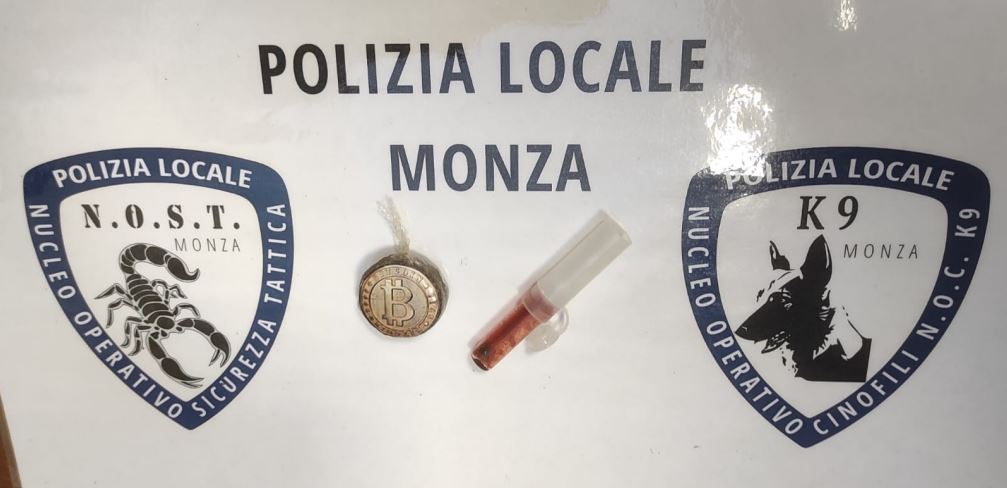 POLIZIA LOCALE
MONZA
POLIZIA LOCALE
N.O.S.T.
MONZA
NUCLEO OPERATIVO SICUREZZA TATTICA
POLIZIA LOCALE
K9
MONZA
NUCLEO OPERATIVO CINOFILI N.O.C. K9